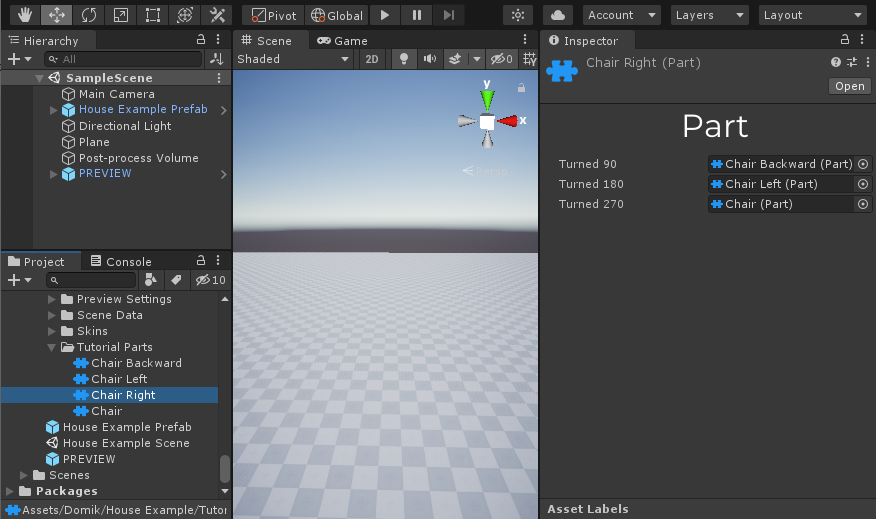 Pivot
Global
Account
Layers
Layout
Hierarchy
All
SampleScene
Main Camera
House Example Prefab
Directional Light
Plane
Post-process Volume
PREVIEW
Project
Console
10
Preview Settings
Scene Data
Skins
Tutorial Parts
Chair Backward
Chair Left
Chair Right
Chair
House Example Prefab
House Example Scene
PREVIEW
Scenes
Packages
Assets/Domik/House Example/Tutor
Scene
Game
Shaded
2D
0
y
x
Persp
Inspector
Chair Right (Part)
Open
Part
Turned 90
Chair Backward (Part)
Turned 180
Chair Left (Part)
Turned 270
Chair (Part)
Asset Labels